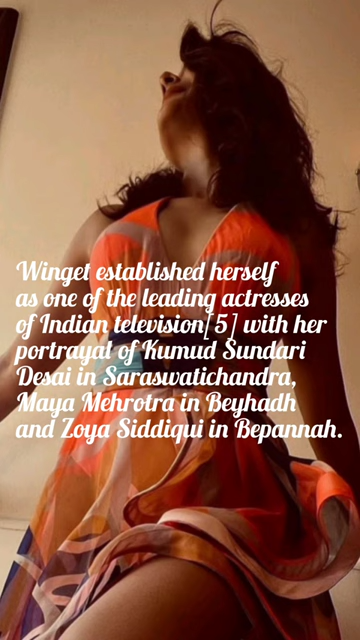 Winget established herself
as one of the leading actresses
of Indian television[5] with her
portrayal of Kumud Sundari
Desai in Saraswatichandra,
Maya Mehrotra in Beyhadh
and Zoya Siddiqui in Bepannah.